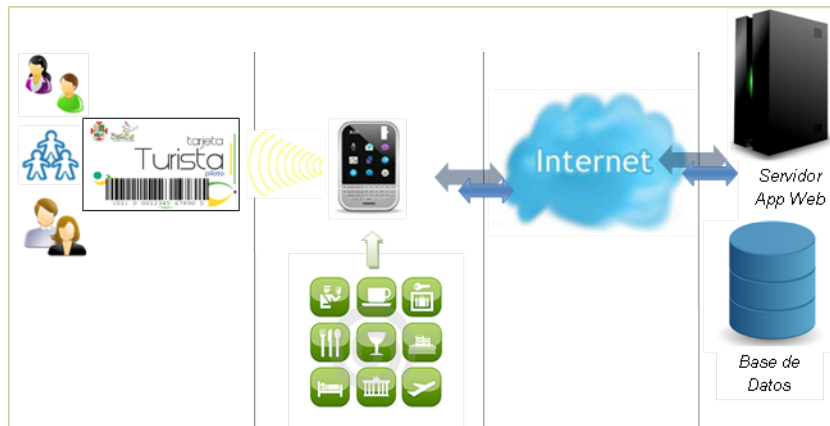 tarjeta
Turista
piloto
Internet
Servidor
App Web
Base de
Datos